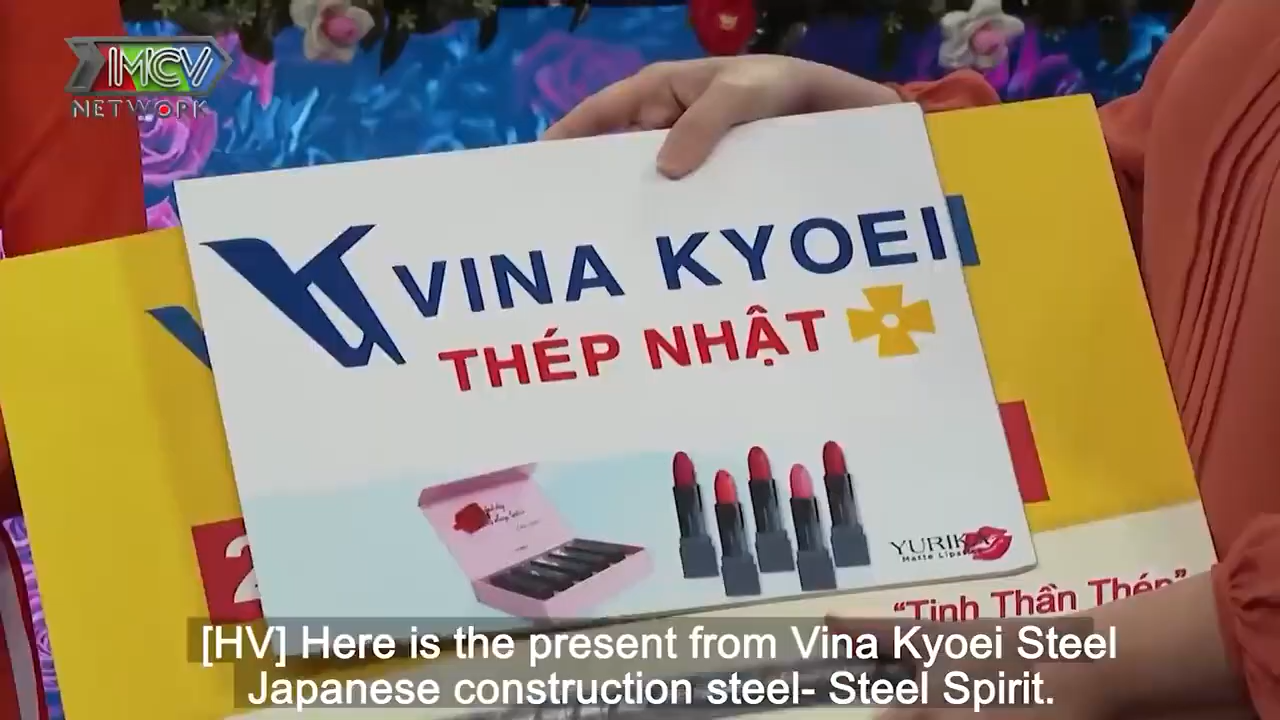 MCV
NETWORK
VINA KYOEI
THÉP NHẬT
YURIKA
Matte Lipstick
2
“Tinh Thần Thép”
[HV] Here is the present from Vina Kyoei Steel
Japanese construction steel- Steel Spirit.